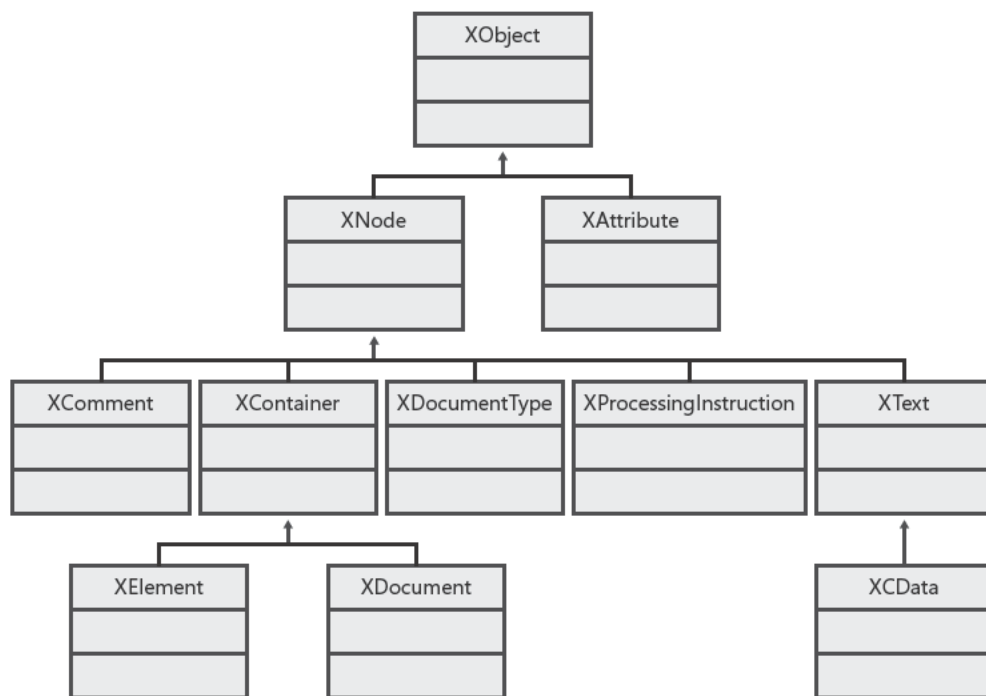 XObject
XNode
XAttribute
XComment
XContainer
XDocumentType
XProcessingInstruction
XText
XElement
XDocument
XCData